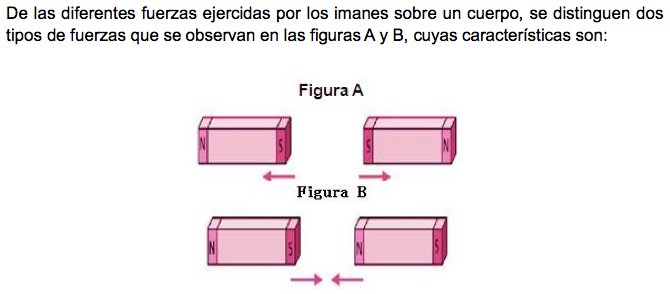 De las diferentes fuerzas ejercidas por los imanes sobre un cuerpo, se distinguen dos
tipos de fuerzas que se observan en las figuras A y B, cuyas características son:
Figura A
N S S N
Figura B
N S N S